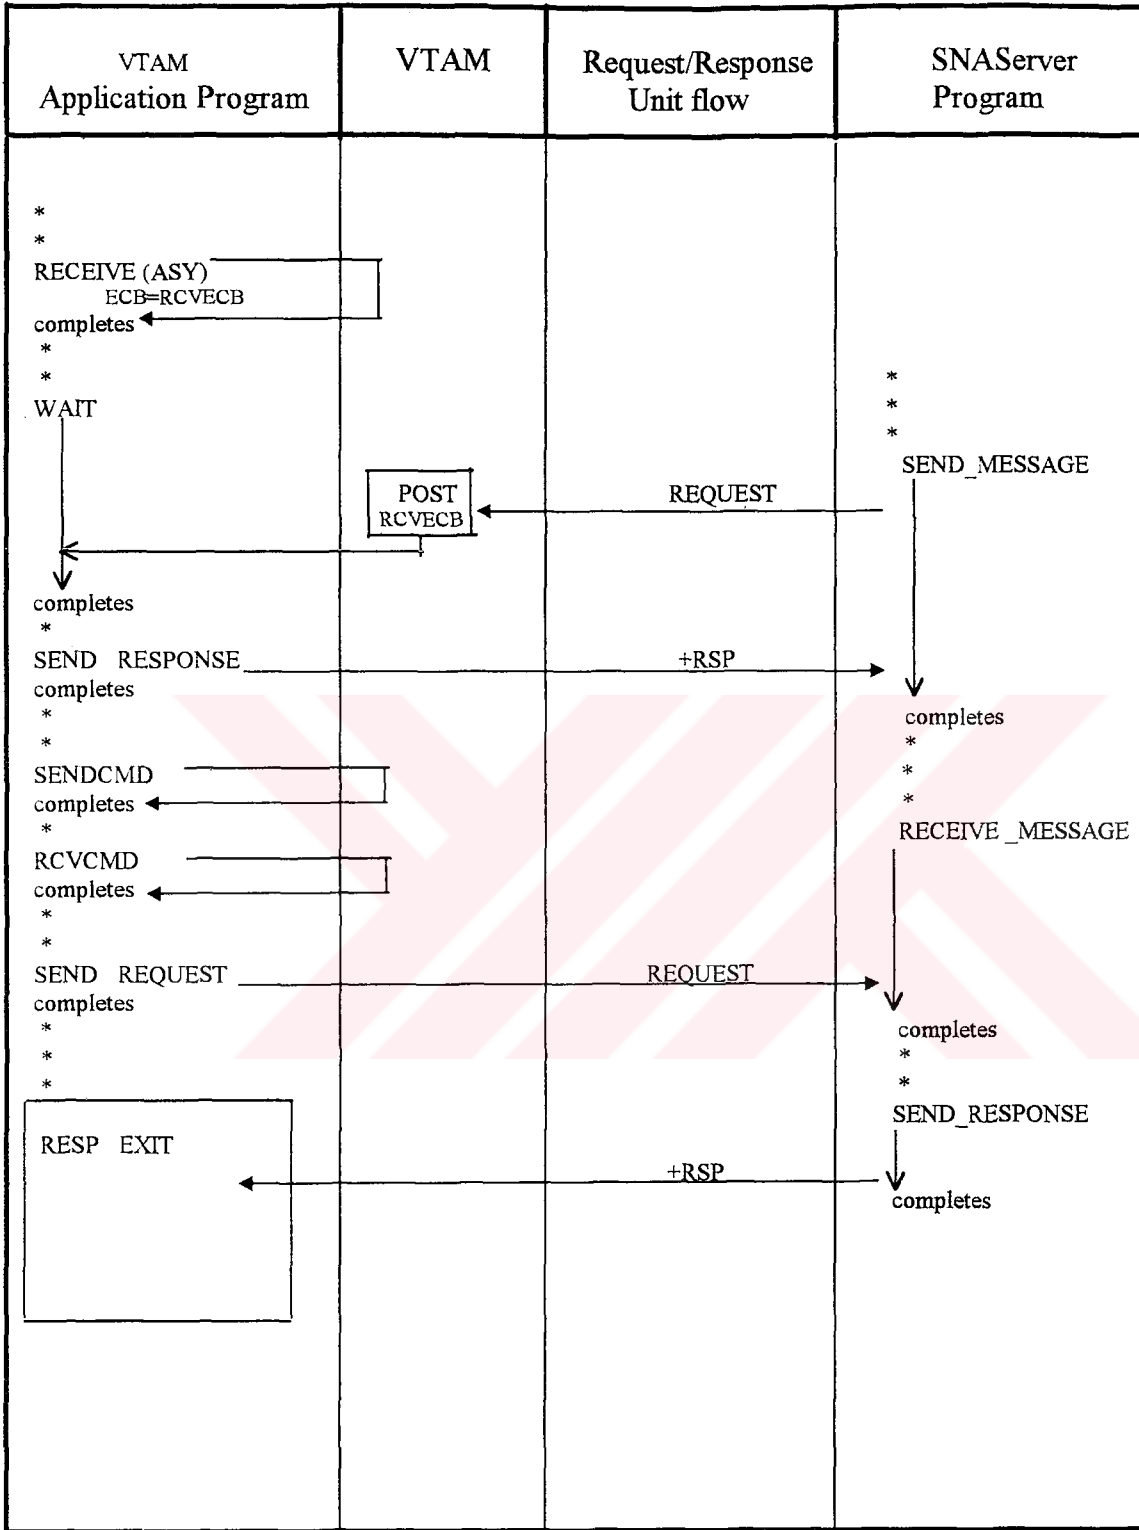 VTAM
Application Program
VTAM
Request/Response
Unit flow
SNAServer
Program
*
*
RECEIVE (ASY)
ECB=RCVECB
completes
*
*
WAIT
*
*
*
SEND_MESSAGE
REQUEST
POST
RCVECB
completes
*
SEND RESPONSE
+RSP
completes
*
*
completes
*
*
*
SENDCMD
completes
*
RECEIVE _MESSAGE
RCVCMD
completes
*
*
SEND REQUEST
REQUEST
completes
*
*
*
completes
*
*
SEND_RESPONSE
RESP EXIT
+RSP
completes